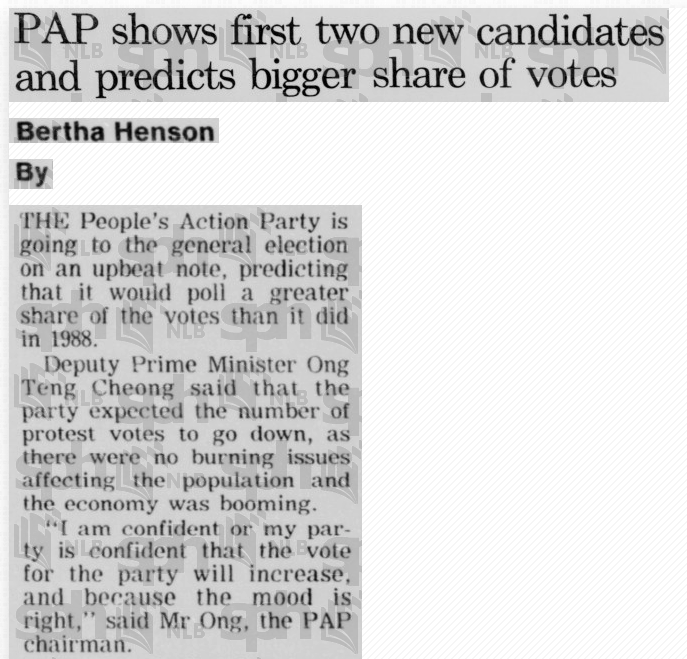 PAP shows first two new candidates
and predicts bigger share of votes
Bertha Henson
By
THE People's Action Party is
going to the general election
on an upbeat note, predicting
that it would poll a greater
share of the votes than it did
in 1988.
Deputy Prime Minister Ong
Teng Cheong said that the
party expected the number of
protest votes to go down, as
there were no burning issues
affecting the population and
the economy was booming.
"I am confident or my par-
ty is confident that the vote
for the party will increase,
and because the mood is
right," said Mr Ong, the PAP
chairman.